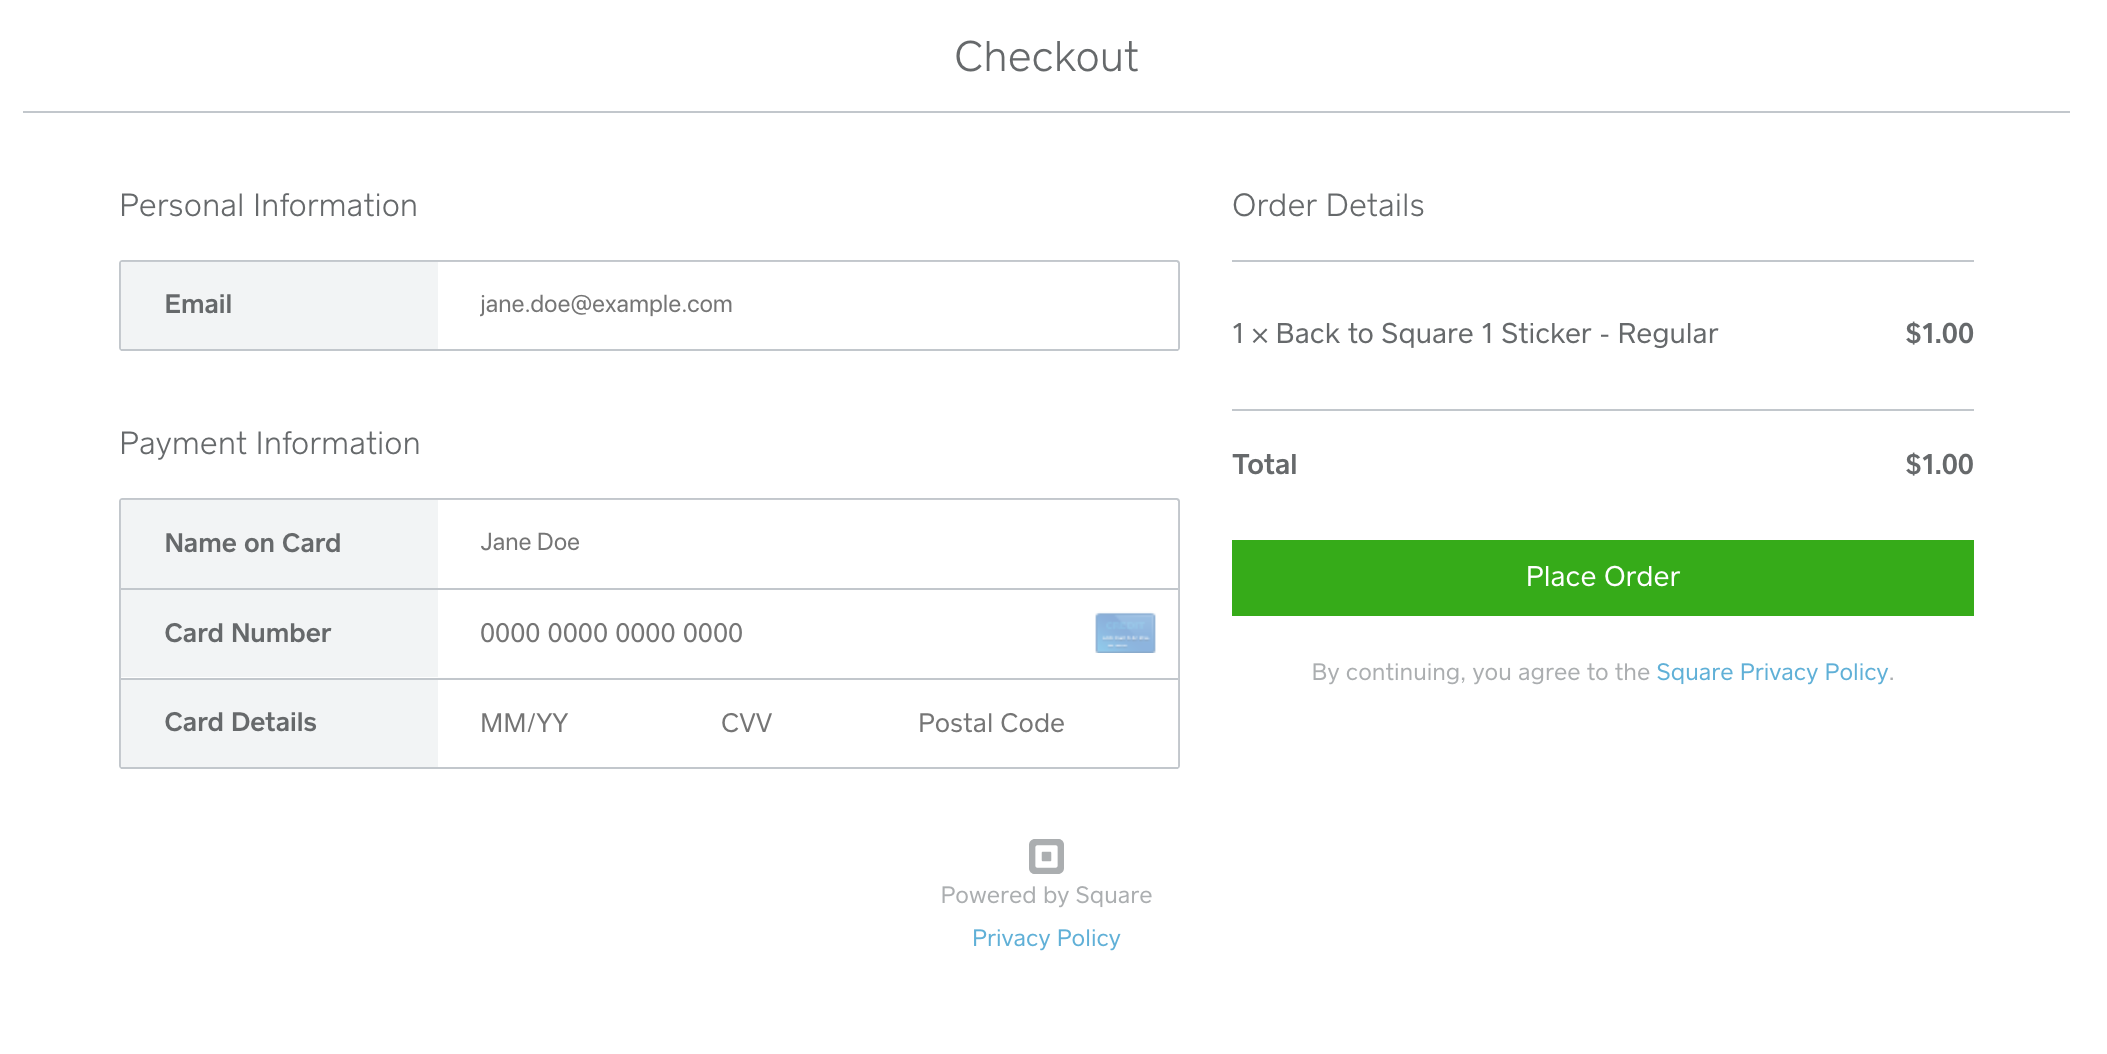 Checkout
Personal Information
Email
jane.doe@example.com
Payment Information
Name on Card
Jane Doe
Card Number
0000 0000 0000 0000
Card Details
MM/YY
CVV
Postal Code
Order Details
1 × Back to Square 1 Sticker - Regular
$1.00
Total
$1.00
Place Order
By continuing, you agree to the Square Privacy Policy.
Powered by Square
Privacy Policy